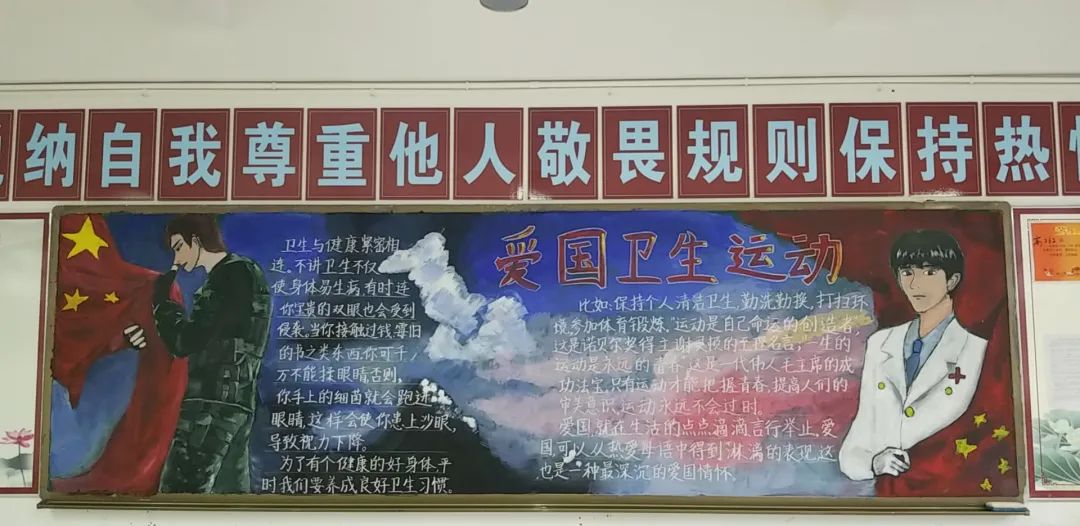 纳自我尊重他人敬畏规则保持热
卫生与健康紧密相
连。不讲卫生不仅
使身体易生病,有时连
你宝贵的双眼也会受到
侵袭。当你接触过钱、旧
的书之类东西,你可千
万不能揉眼睛否则,
你手上的细菌就会跑进
眼睛,这样会使你患上沙眼,
导致视力下降。
为了有个健康的好身体,平
时我们要养成良好卫生习惯。
爱国卫生运动
比如:保持个人清洁卫生,勤洗勤换,打扫环
境参加体育锻炼、运动是自己命运的创造者,
这是诺贝尔奖得主谢灵顿的至理名言,一生的
运动是永远的青春这是一代伟人毛主席的成
功法宝,只有运动才能把握青春,提高人们的
审美意识运动永远不会过时。
爱国,就在生活的点点滴滴言行举止,爱
国,可以从热爱母语中得到淋漓的表现,这
也是一种最深沉的爱国情怀。